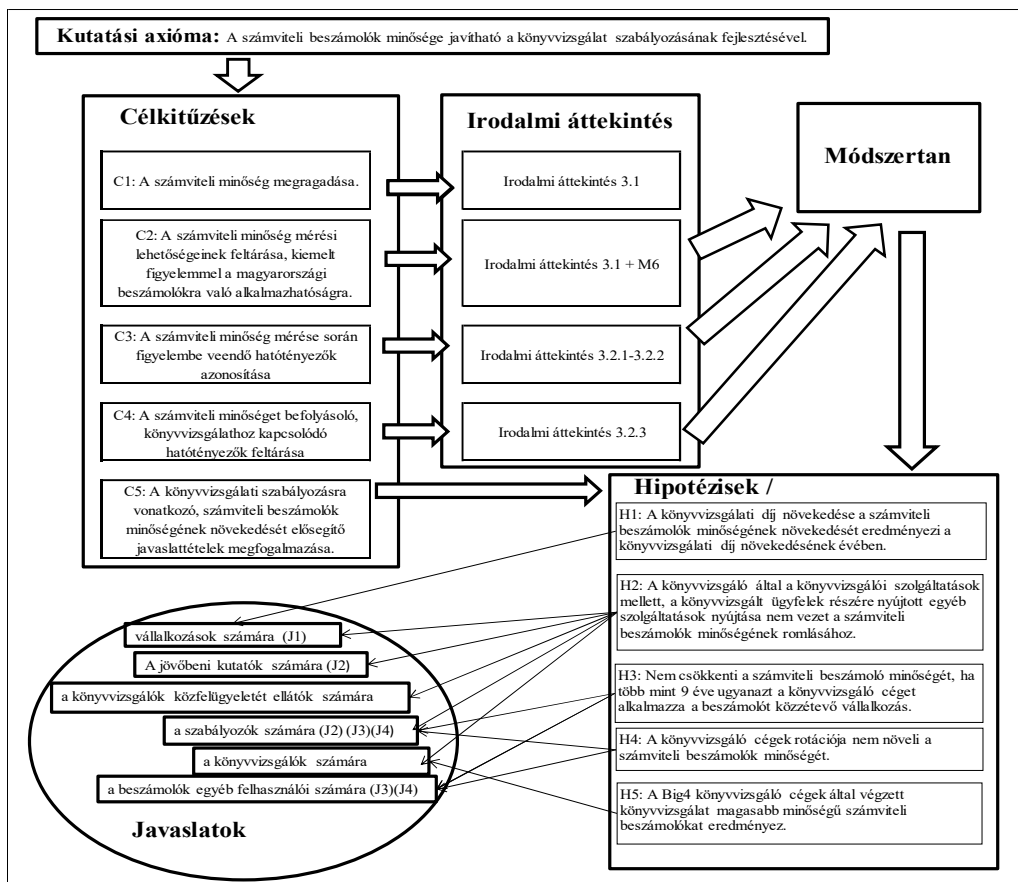 Kutatási axióma: A számviteli beszámolók minősége javítható a könyvvizsgálat szabályozásának fejlesztésével.
Célkitűzések
C1: A számviteli minőség megragadása.
C2: A számviteli minőség mérési
lehetőségeinek feltárása, kiemelt
figyelemmel a magyarországi
beszámolókra való alkalmazhatóságra.
C3: A számviteli minőség mérése során
figyelembe veendő hatótényezők
azonosítása
C4: A számviteli minőséget befolyásoló,
könyvvizsgálathoz kapcsolódó
hatótényezők feltárása
C5: A könyvvizsgálati szabályozásra
vonatkozó, számviteli beszámolók
minőségének növekedését elősegítő
javaslattételek megfogalmazása.
Irodalmi áttekintés
Irodalmi áttekintés 3.1
Irodalmi áttekintés 3.1 + M6
Irodalmi áttekintés 3.2.1-3.2.2
Irodalmi áttekintés 3.2.3
Módszertan
Hipotézisek /
H1: A könyvvizsgálati díj növekedése a számviteli
beszámolók minőségének növekedését eredményezi a
könyvvizsgálati díj növekedésének évében.
H2: A könyvvizsgáló által a könyvvizsgálói szolgáltatások
mellett, a könyvvizsgált ügyfelek részére nyújtott egyéb
szolgáltatások nyújtása nem vezet a számviteli
beszámolók minőségének romlásához.
H3: Nem csökkenti a számviteli beszámoló minőségét, ha
több mint 9 éve ugyanazt a könyvvizsgáló céget
alkalmazza a beszámolót közzétevő vállalkozás.
H4: A könyvvizsgáló cégek rotációja nem növeli a
számviteli beszámolók minőségét.
H5: A Big4 könyvvizsgáló cégek által végzett
könyvvizsgálat magasabb minőségű számviteli
beszámolókat eredményez.
vállalkozások számára (J1)
A jövőbeni kutatók számára (J2)
a könyvvizsgálók közfelügyeletét ellátók számára
a szabályozók számára (J2) (J3)(J4)
a könyvvizsgálók számára
a beszámolók egyéb felhasználói számára (J3)(J4)
Javaslatok